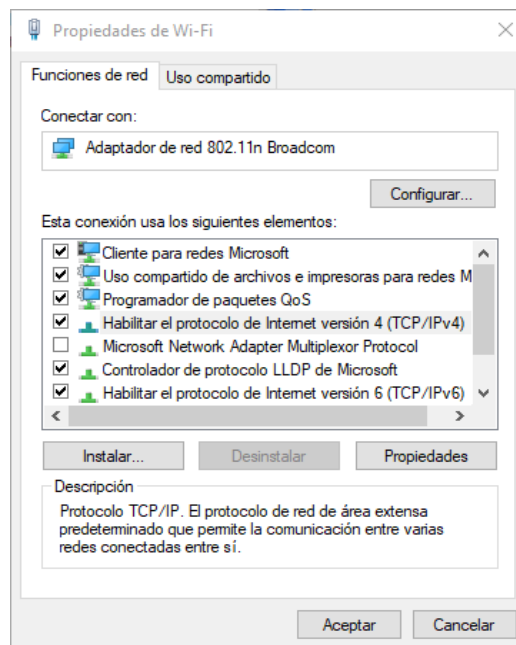 Propiedades de Wi-Fi
Funciones de red
Uso compartido
Conectar con:
Adaptador de red 802.11n Broadcom
Configurar...
Esta conexión usa los siguientes elementos:
Cliente para redes Microsoft
Uso compartido de archivos e impresoras para redes M
Programador de paquetes QoS
Habilitar el protocolo de Internet versión 4 (TCP/IPv4)
Microsoft Network Adapter Multiplexor Protocol
Controlador de protocolo LLDP de Microsoft
Habilitar el protocolo de Internet versión 6 (TCP/IPv6)
Instalar...
Desinstalar
Propiedades
Descripción
Protocolo TCP/IP. El protocolo de red de área extensa
predeterminado que permite la comunicación entre varias
redes conectadas entre sí.
Aceptar
Cancelar